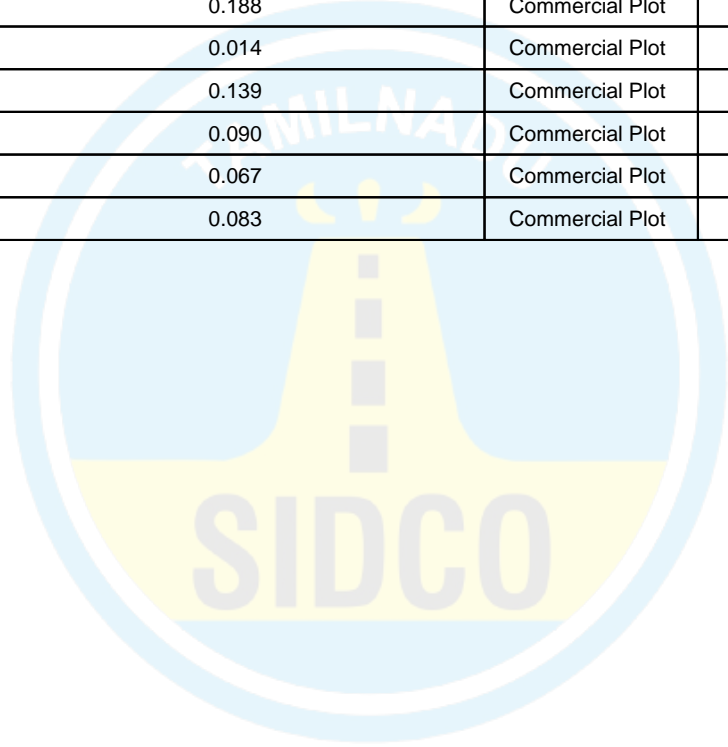 0.188 Commercial Plot
0.014 Commercial Plot
0.139 Commercial Plot
0.090 Commercial Plot
0.067 Commercial Plot
0.083 Commercial Plot
TAMILNADU
SIDCO